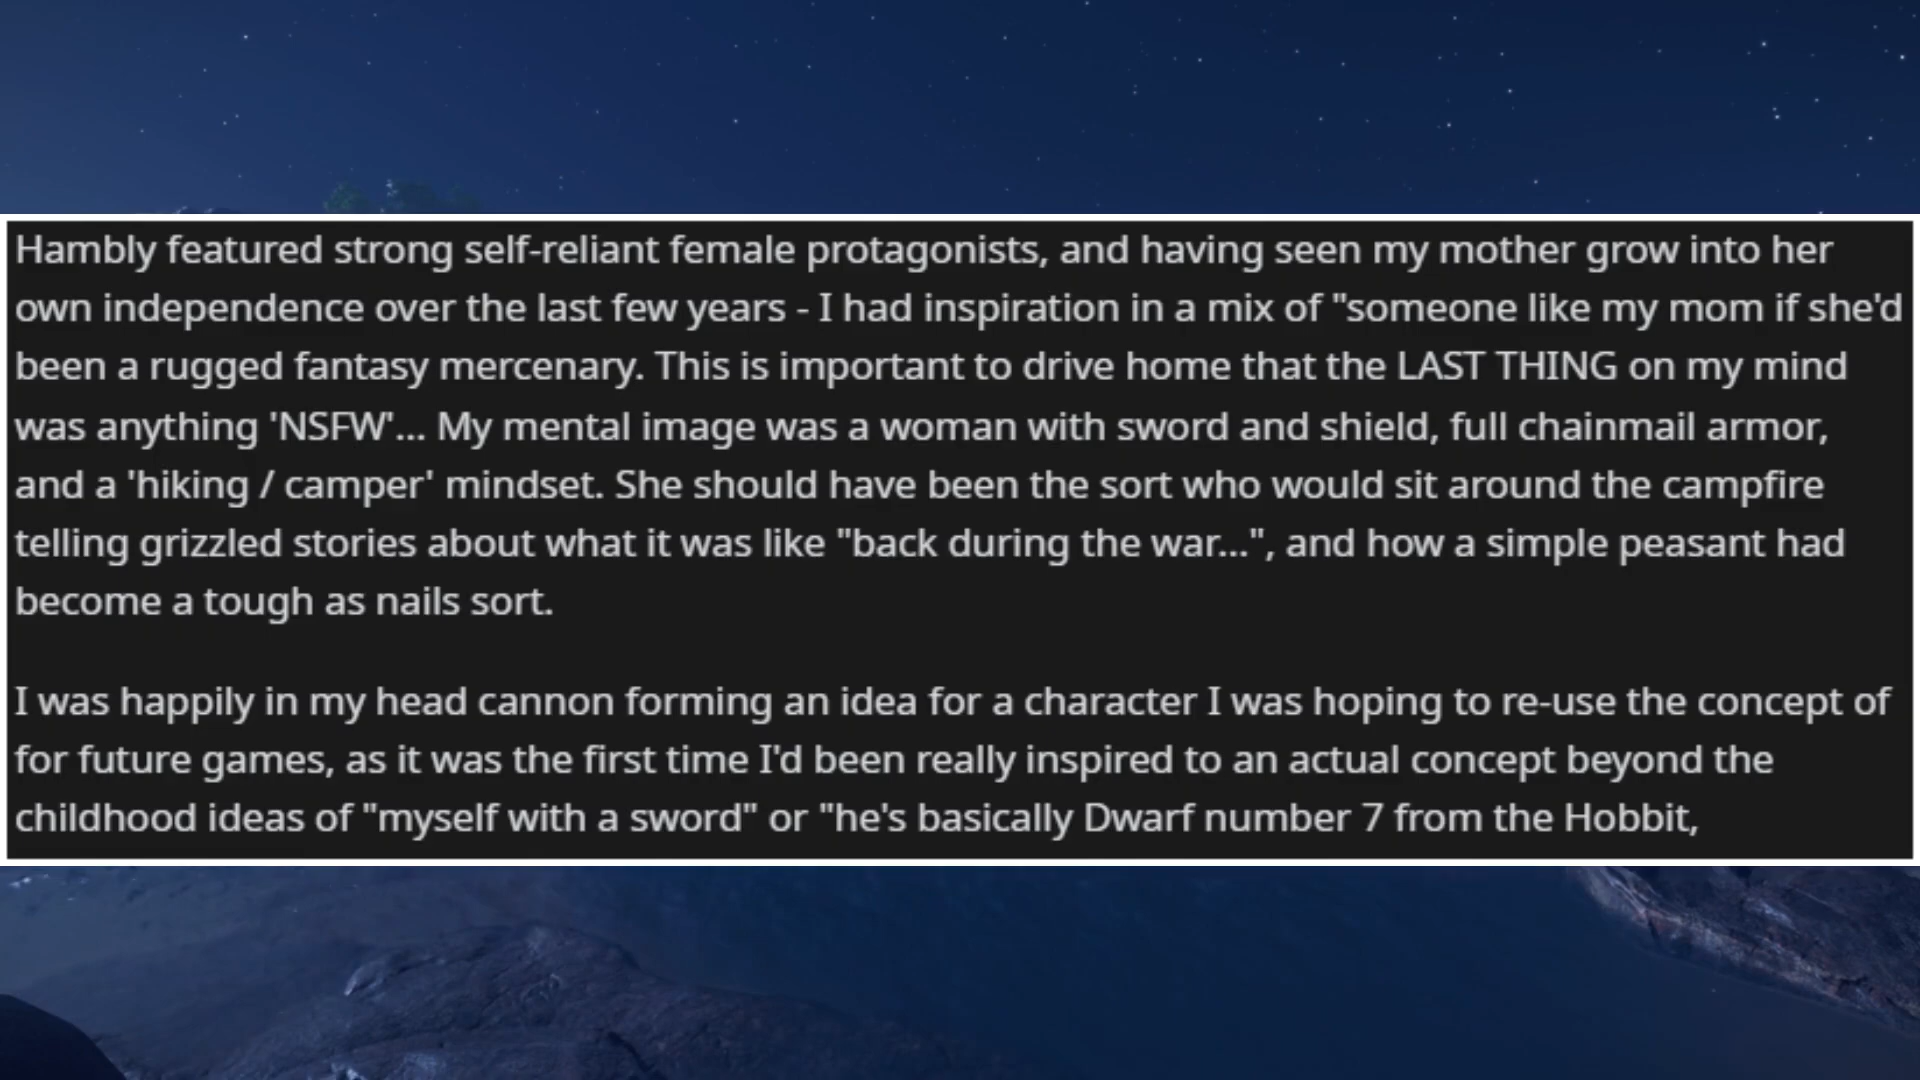 Hambly featured strong self-reliant female protagonists, and having seen my mother grow into her
own independence over the last few years - I had inspiration in a mix of "someone like my mom if she'd
been a rugged fantasy mercenary. This is important to drive home that the LAST THING on my mind
was anything 'NSFW'... My mental image was a woman with sword and shield, full chainmail armor,
and a 'hiking / camper' mindset. She should have been the sort who would sit around the campfire
telling grizzled stories about what it was like "back during the war...", and how a simple peasant had
become a tough as nails sort.
I was happily in my head cannon forming an idea for a character I was hoping to re-use the concept of
for future games, as it was the first time I'd been really inspired to an actual concept beyond the
childhood ideas of "myself with a sword" or "he's basically Dwarf number 7 from the Hobbit,